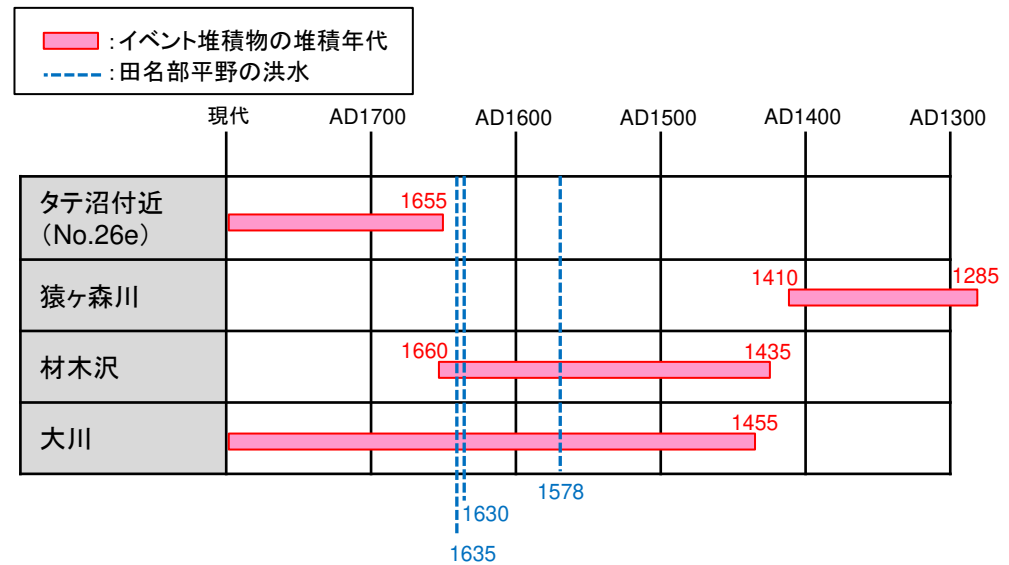 ：イベント堆積物の堆積年代
：田名部平野の洪水
現代 AD1700 AD1600 AD1500 AD1400 AD1300
タテ沼付近
（No.26e）
1655
猿ヶ森川
1410 1285
材木沢
1660 1435
大川
1455
1578
1630
1635